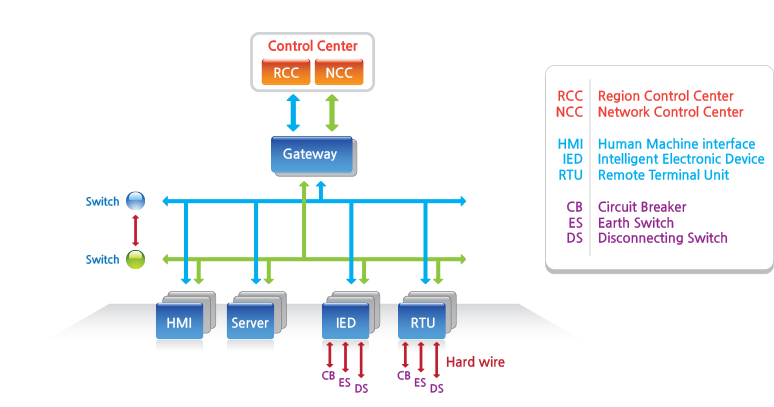 Control Center
RCC NCC
Gateway
Switch
Switch
HMI Server IED RTU
CB ES DS CB ES DS
Hard wire
RCC Region Control Center
NCC Network Control Center
HMI Human Machine interface
IED Intelligent Electronic Device
RTU Remote Terminal Unit
CB Circuit Breaker
ES Earth Switch
DS Disconnecting Switch